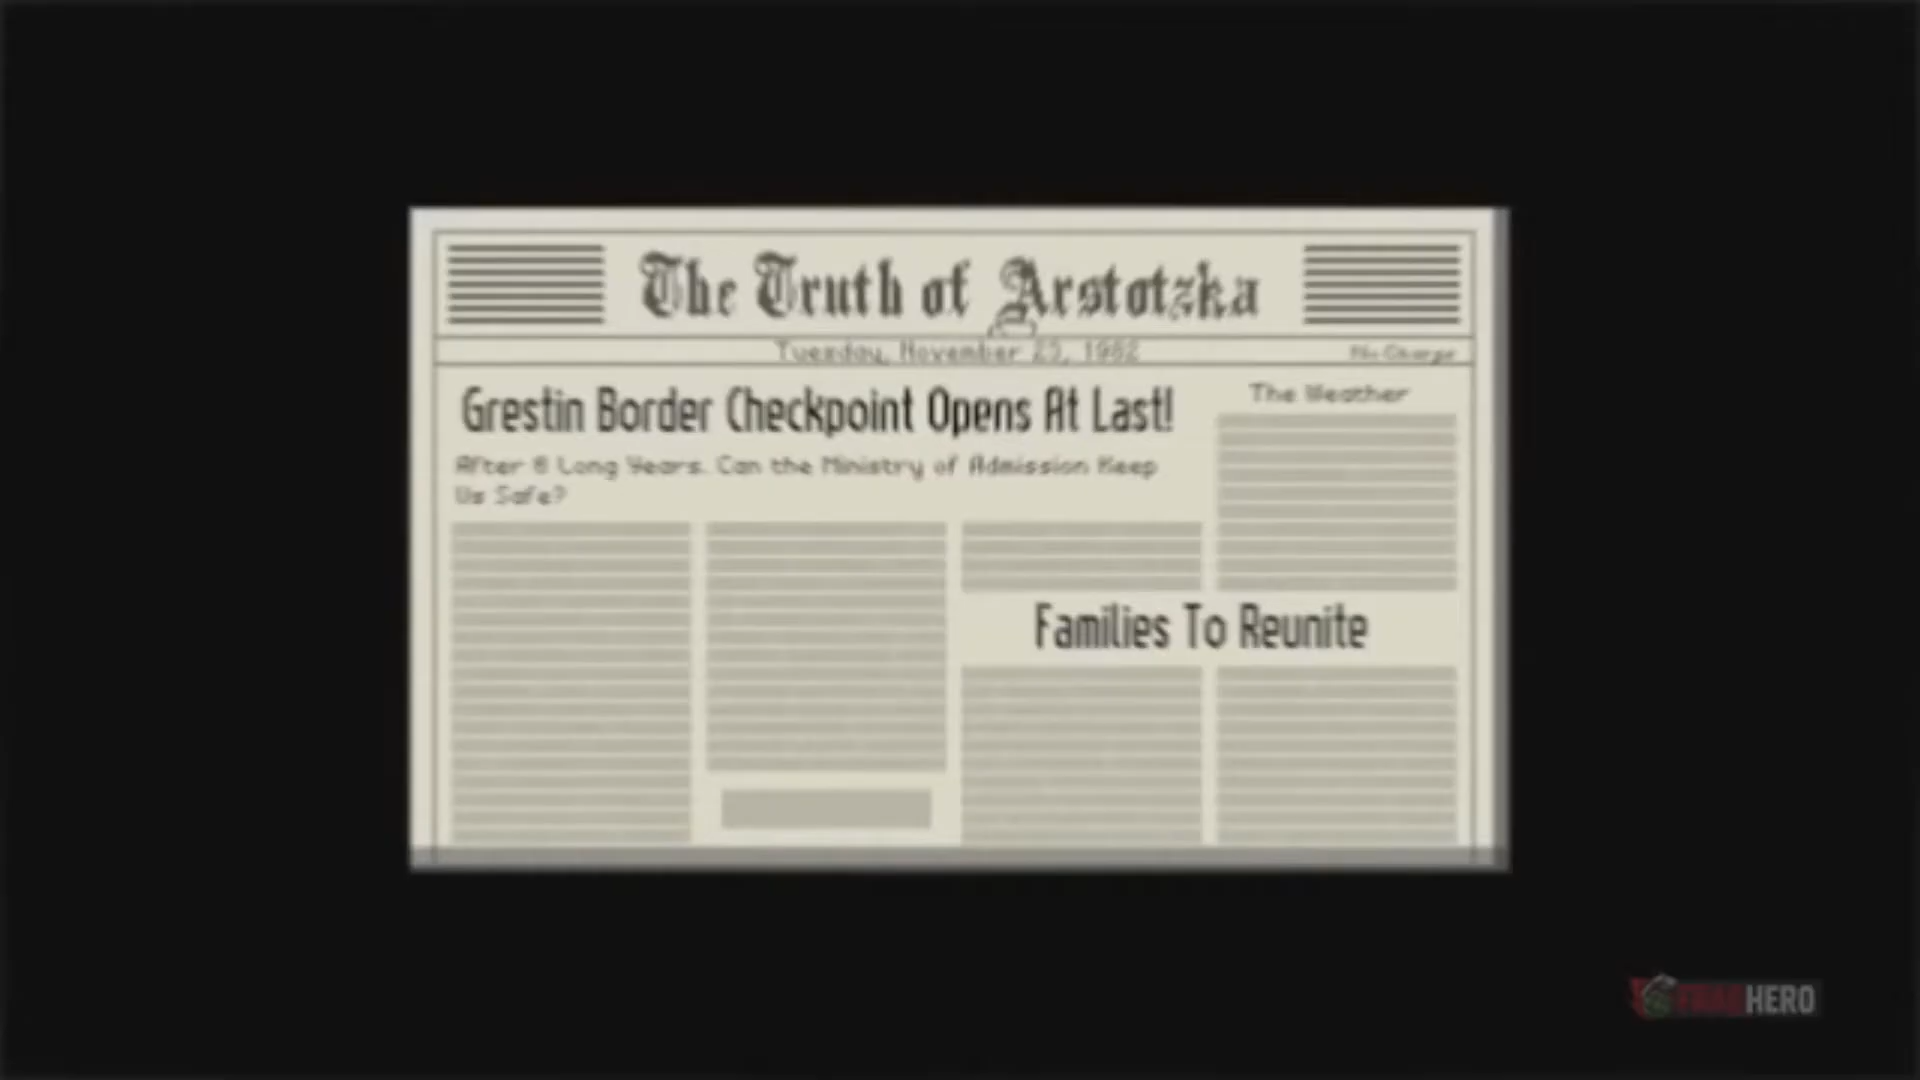 The Truth of Arstotzka
Tuesday, November 23, 1982
No Charge
Grestin Border Checkpoint Opens At Last!
The Weather
After 6 Long Years. Can the Ministry of Admission Keep
Us Safe?
Families To Reunite
FRAGHERO